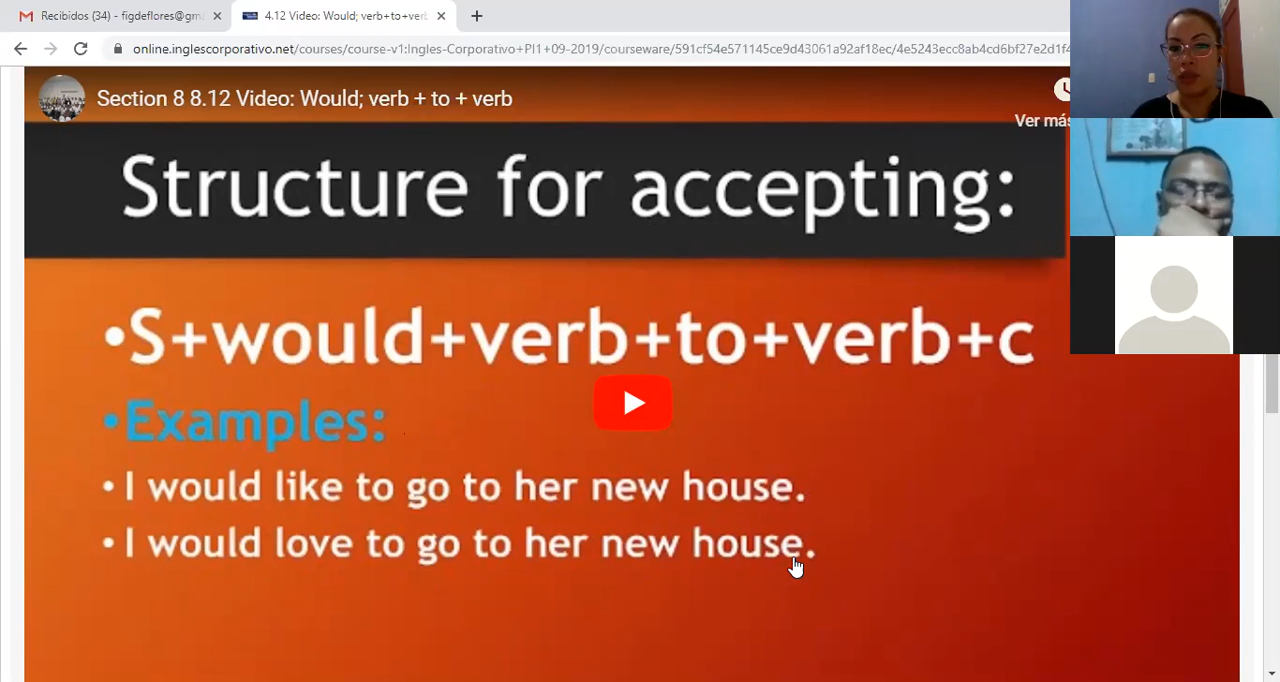 Recibidos (34) - figdeflores@gm
4.12 Video: Would; verb+to+verb
online.inglescorporativo.net/courses/course-v1:Ingles-Corporativo+PI1+09-2019/courseware/591cf54e571145ce9d43061a92af18ec/4e5243ecc8ab4cd6bf27e2d1f4
Section 8 8.12 Video: Would; verb + to + verb
Ver más
Structure for accepting:
•S+would+verb+to+verb+c
•Examples:
•I would like to go to her new house.
•I would love to go to her new house.